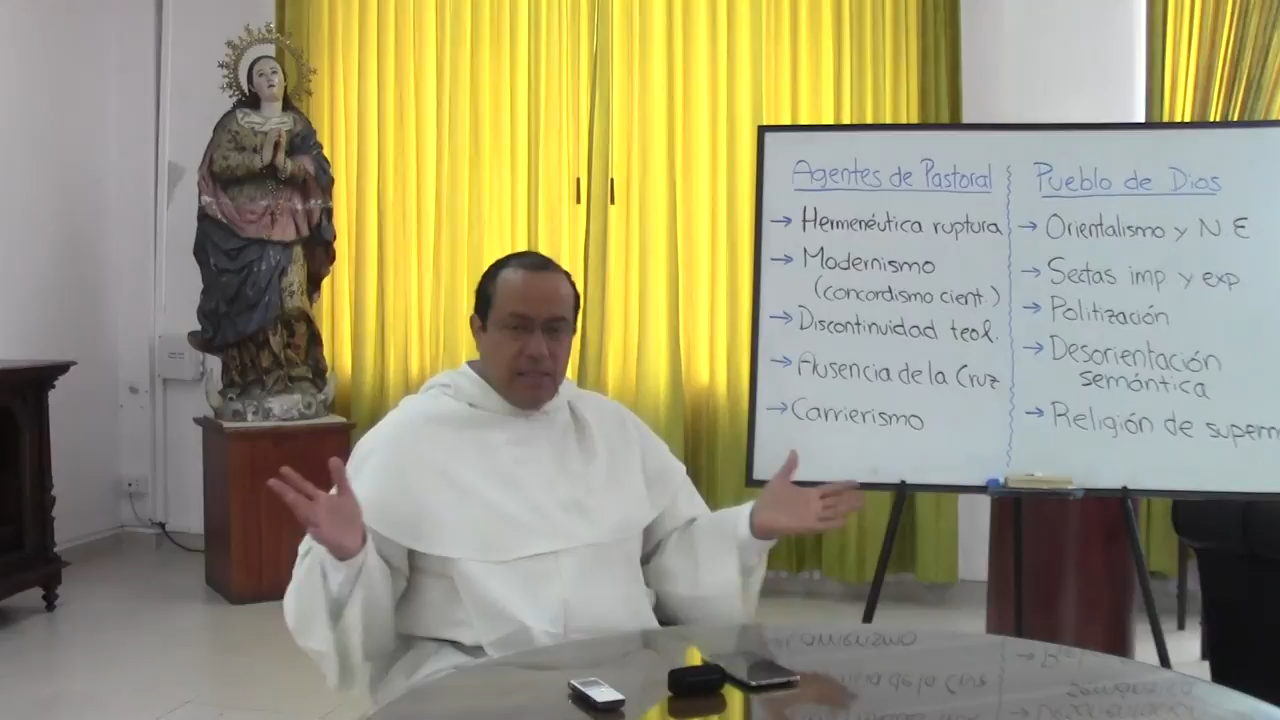 Agentes de Pastoral
→ Hermenéutica ruptura
→ Modernismo
(concordismo cient.)
→ Discontinuidad teol.
→ Ausencia de la Cruz
→ Carrierismo
Pueblo de Dios
→ Orientalismo y N E
→ Sectas imp y exp
→ Politización
→ Desorientación
semántica
→ Religión de superm